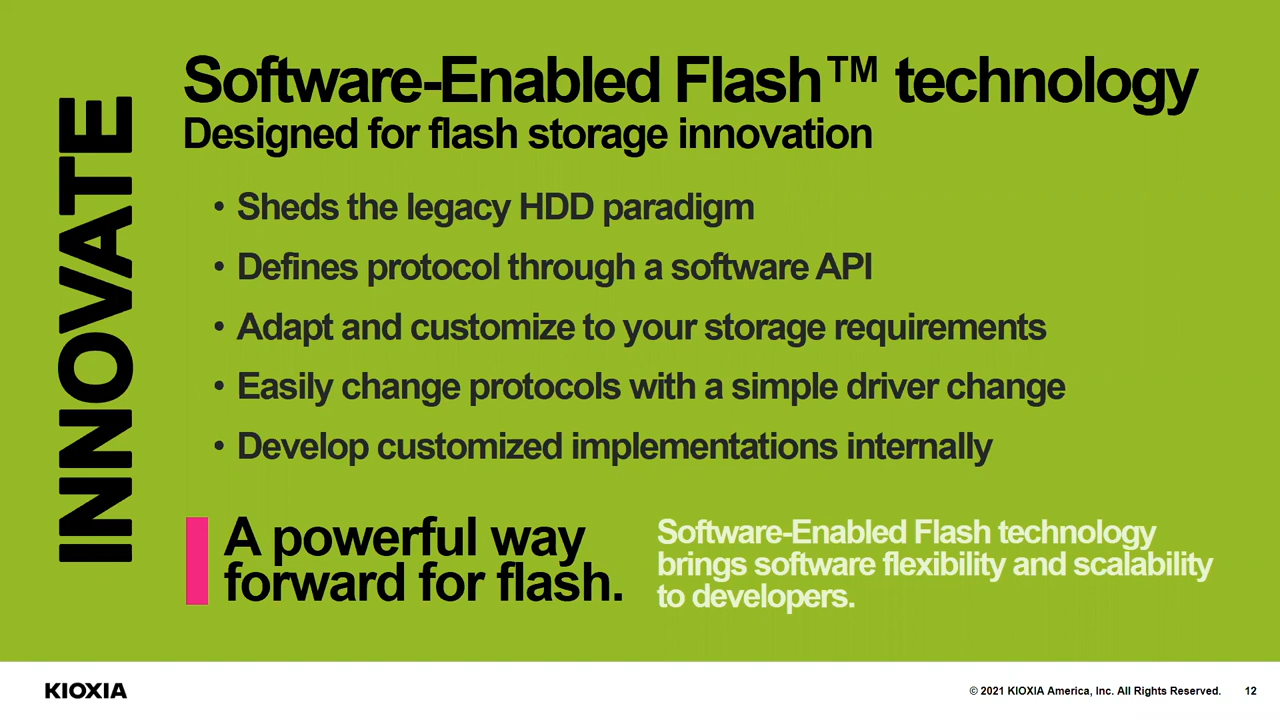 INNOVATE
Software-Enabled Flash™ technology
Designed for flash storage innovation
• Sheds the legacy HDD paradigm
• Defines protocol through a software API
• Adapt and customize to your storage requirements
• Easily change protocols with a simple driver change
• Develop customized implementations internally
A powerful way
forward for flash.
Software-Enabled Flash technology
brings software flexibility and scalability
to developers.
KIOXIA
© 2021 KIOXIA America, Inc. All Rights Reserved. 12